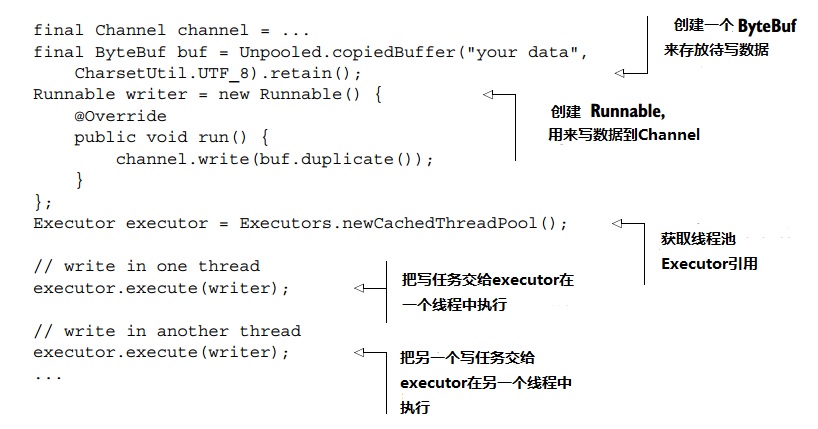 final Channel channel = ...
final ByteBuf buf = Unpooled.copiedBuffer("your data",
CharsetUtil.UTF_8).retain();
Runnable writer = new Runnable() {
@Override
public void run() {
channel.write(buf.duplicate());
}
};
Executor executor = Executors.newCachedThreadPool();
// write in one thread
executor.execute(writer);
// write in another thread
executor.execute(writer);
...
创建一个 ByteBuf
来存放待写数据
创建 Runnable,
用来写数据到Channel
获取线程池
Executor引用
把写任务交给executor在
一个线程中执行
把另一个写任务交给
executor在另一个线程中
执行